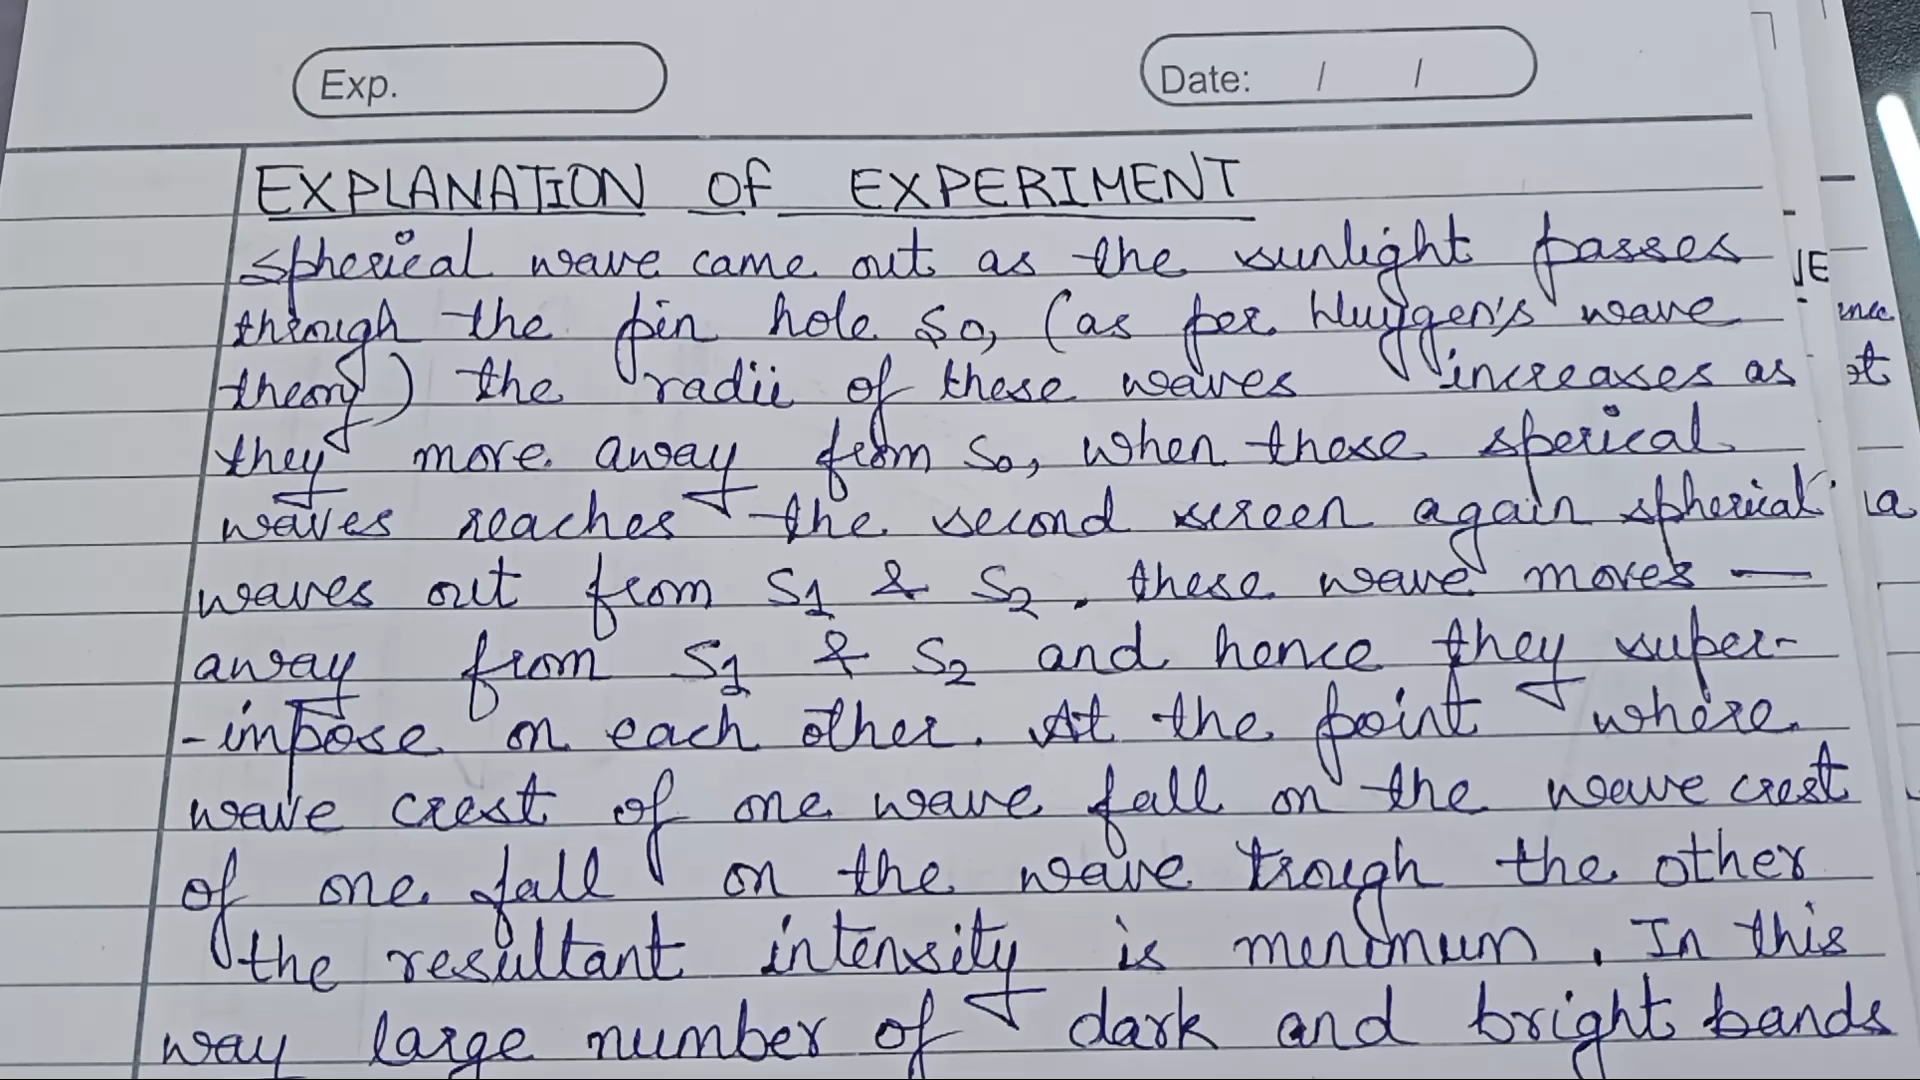 Exp.
Date: / /
EXPLANATION Of EXPERIMENT
spherical wave came out as the sunlight passes
through the pin hole So, (as per Huygen's wave
theory) the radii of these waves increases as
they more away from So, when those sperical
waves reaches the second screen again spherical
waves out from S1 & S2. these wave moves —
away from S1 & S2 and hence they super-
-impose on each other. At the point where
wave crest of one wave fall on the wave crest
of one fall on the wave trough the other
the resultant intensity is menimum. In this
way large number of dark and bright bands